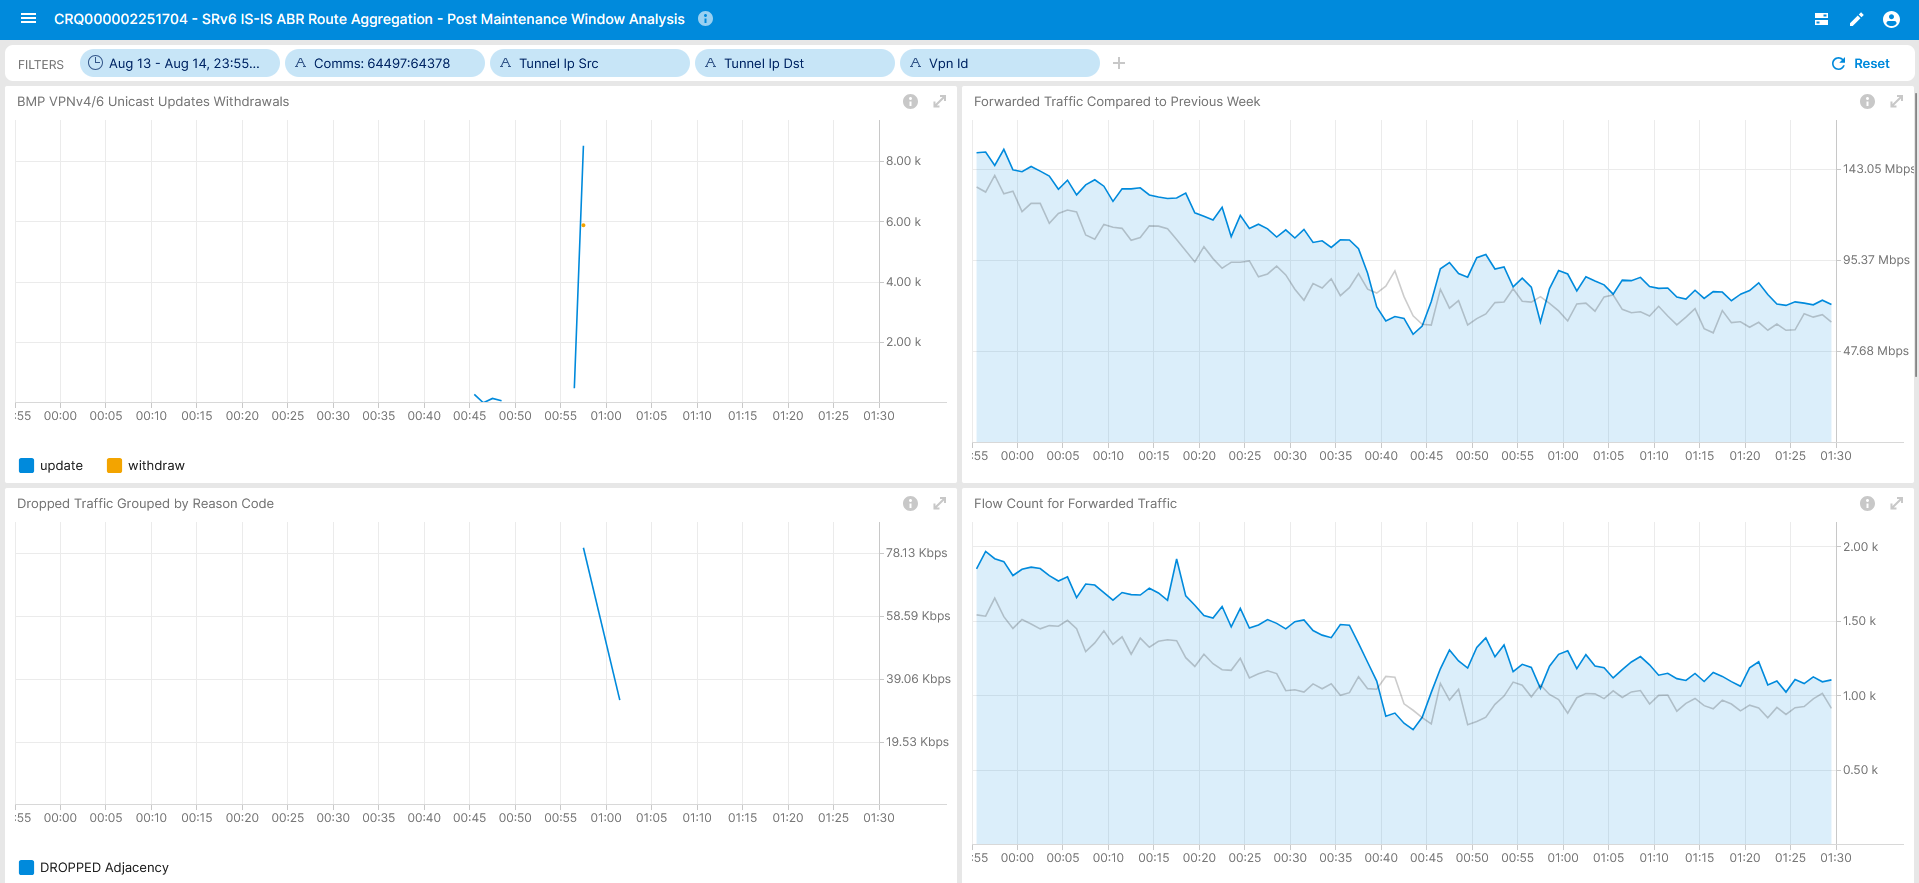 CRQ000002251704 - SRv6 IS-IS ABR Route Aggregation - Post Maintenance Window Analysis
FILTERS
Aug 13 - Aug 14, 23:55...
Comms: 64497:64378
Tunnel Ip Src
Tunnel Ip Dst
Vpn Id
Reset
BMP VPNv4/6 Unicast Updates Withdrawals
8.00 k
6.00 k
4.00 k
2.00 k
:55 00:00 00:05 00:10 00:15 00:20 00:25 00:30 00:35 00:40 00:45 00:50 00:55 01:00 01:05 01:10 01:15 01:20 01:25 01:30
update withdraw
Forwarded Traffic Compared to Previous Week
143.05 Mbps
95.37 Mbps
47.68 Mbps
:55 00:00 00:05 00:10 00:15 00:20 00:25 00:30 00:35 00:40 00:45 00:50 00:55 01:00 01:05 01:10 01:15 01:20 01:25 01:30
Dropped Traffic Grouped by Reason Code
78.13 Kbps
58.59 Kbps
39.06 Kbps
19.53 Kbps
:55 00:00 00:05 00:10 00:15 00:20 00:25 00:30 00:35 00:40 00:45 00:50 00:55 01:00 01:05 01:10 01:15 01:20 01:25 01:30
DROPPED Adjacency
Flow Count for Forwarded Traffic
2.00 k
1.50 k
1.00 k
0.50 k
:55 00:00 00:05 00:10 00:15 00:20 00:25 00:30 00:35 00:40 00:45 00:50 00:55 01:00 01:05 01:10 01:15 01:20 01:25 01:30